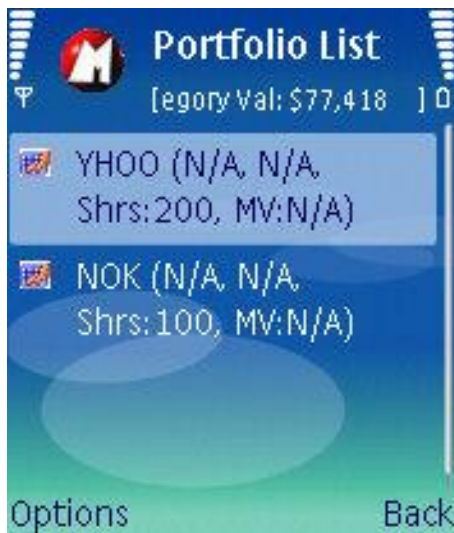 Portfolio List
[egory Val: $77,418 ]
YHOO (N/A, N/A,
Shrs:200, MV:N/A)
NOK (N/A, N/A,
Shrs:100, MV:N/A)
Options Back